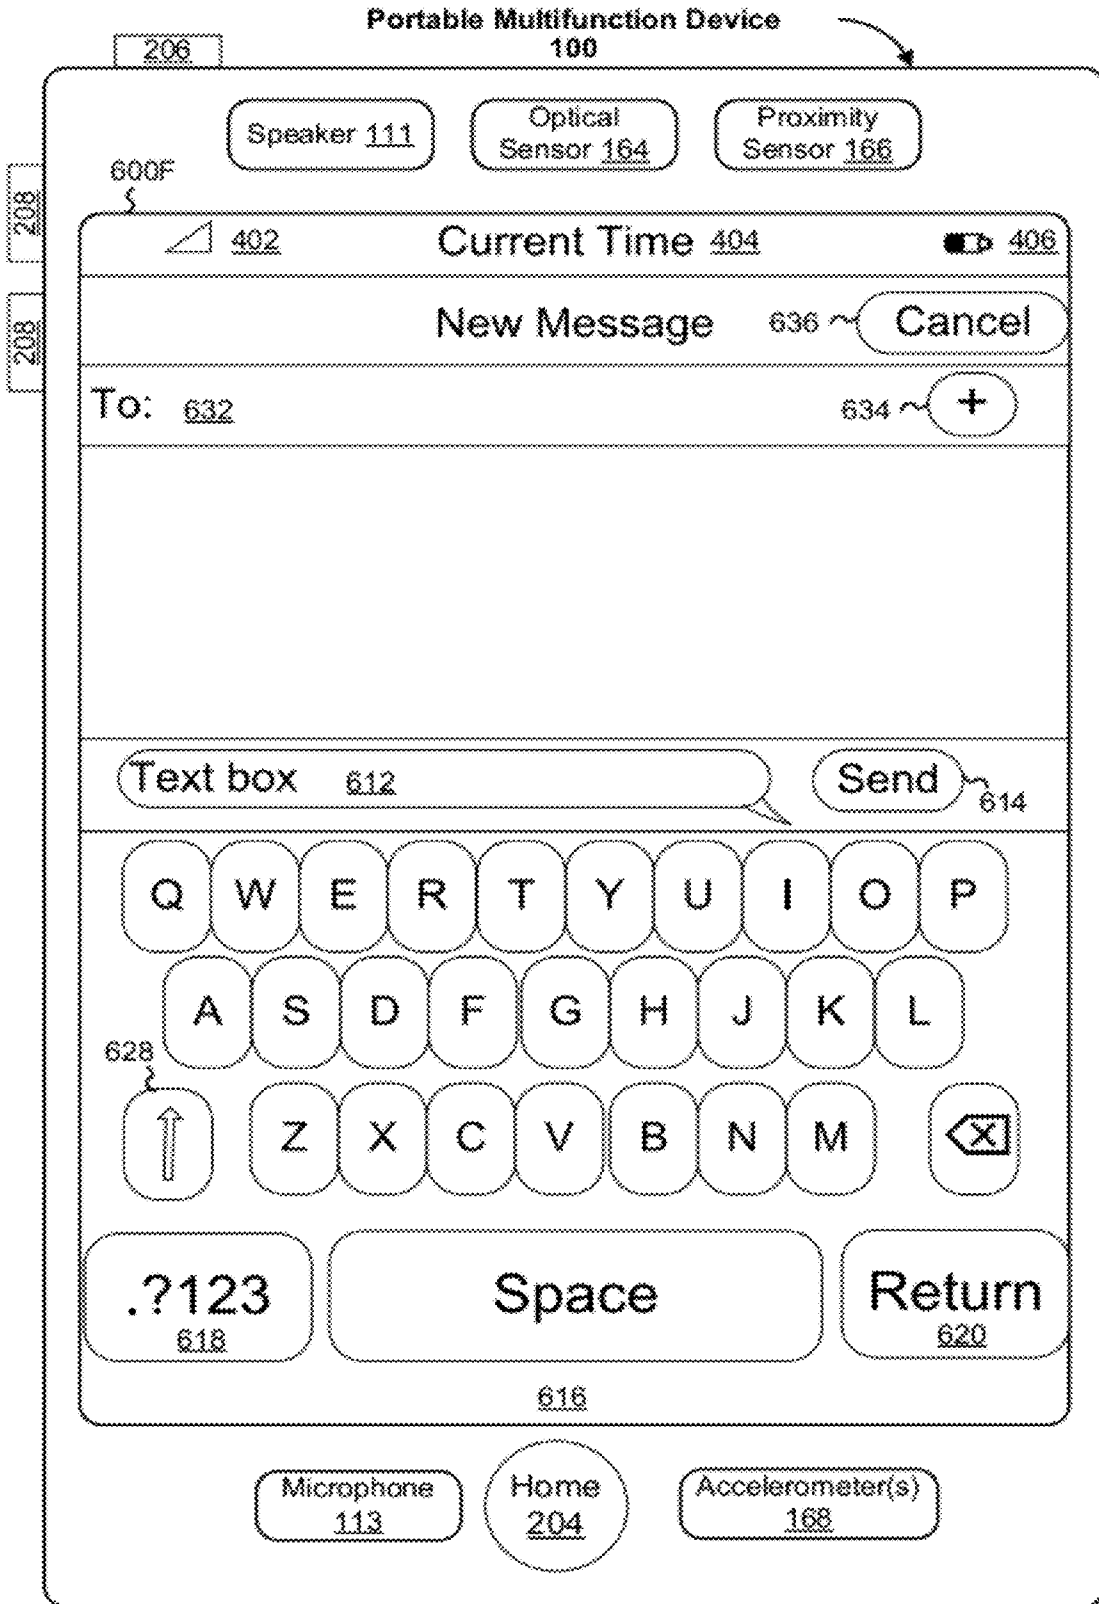 Portable Multifunction Device
100
206
Speaker 111
Optical
Sensor 164
Proximity
Sensor 166
600F
208
208
402
Current Time 404
406
New Message
636
Cancel
To: 632
634
+
Text box 612
Send
614
Q W E R T Y U I O P
A S D F G H J K L
628
Z X C V B N M
X
.?123
618
Space
Return
620
616
Microphone
113
Home
204
Accelerometer(s)
168